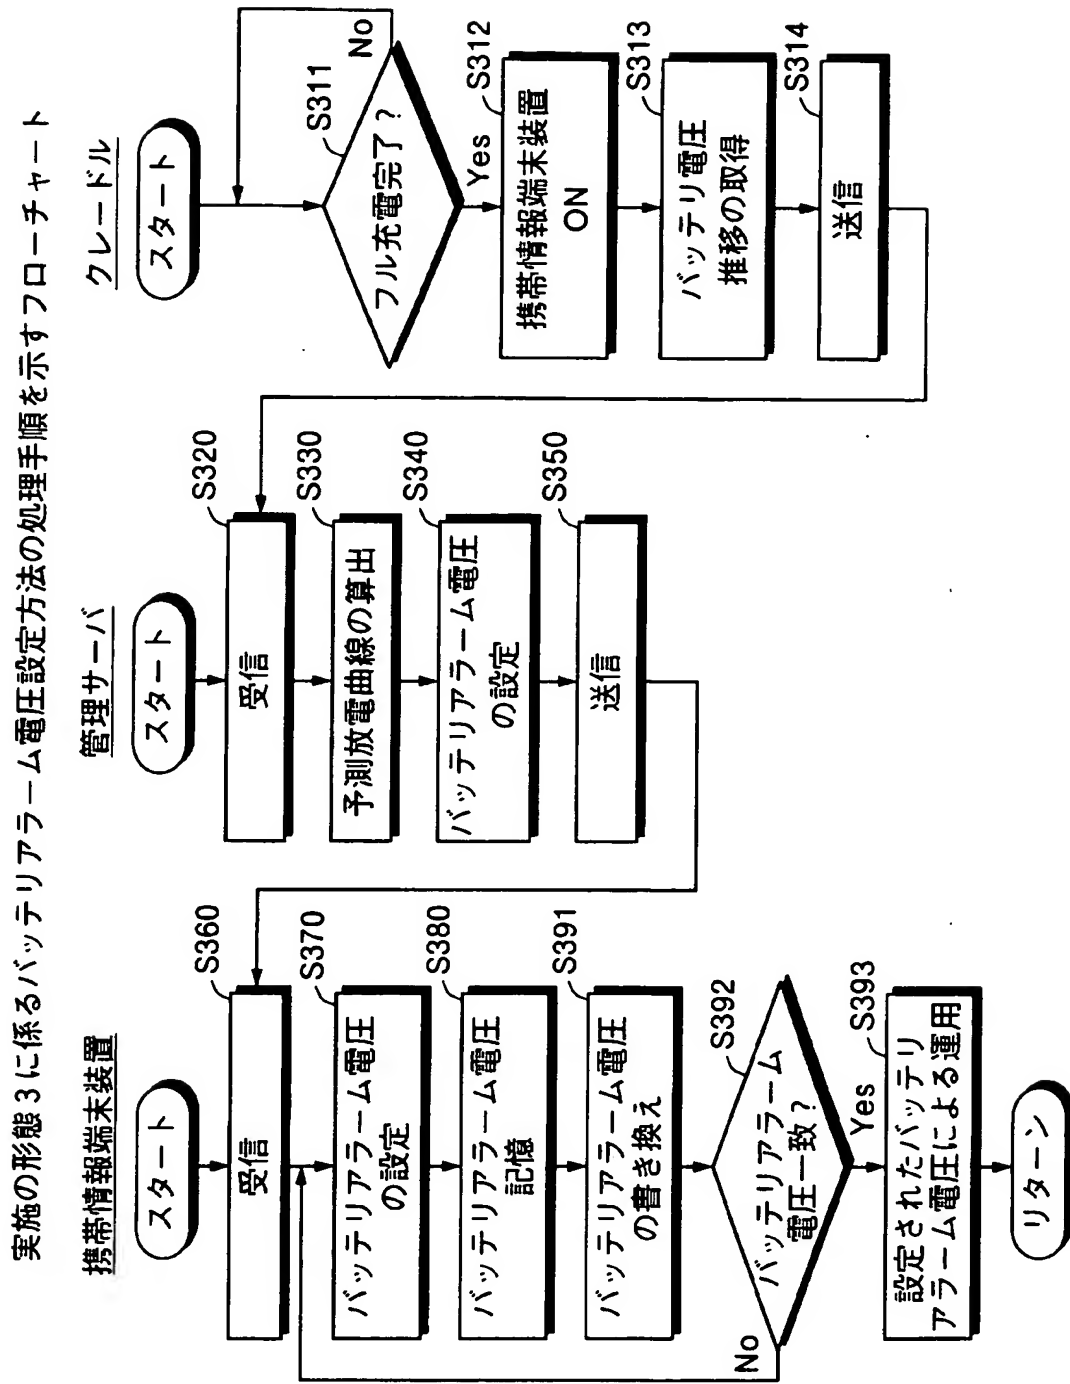 実施の形態3に係るバッテリアラーム電圧設定方法の処理手順を示すフローチャート
携帯情報端末装置
スタート
S360
受信
S370
バッテリアラーム電圧
の設定
S380
バッテリアラーム電圧
記憶
S391
バッテリアラーム電圧
の書き換え
S392
バッテリアラーム
電圧一致?
No
Yes
S393
設定されたバッテリ
アラーム電圧による運用
リターン
管理サーバ
スタート
S320
受信
S330
予測放電曲線の算出
S340
バッテリアラーム電圧
の設定
S350
送信
クレードル
スタート
S311
フル充電完了?
No
Yes
S312
携帯情報端末装置
ON
S313
バッテリ電圧
推移の取得
S314
送信